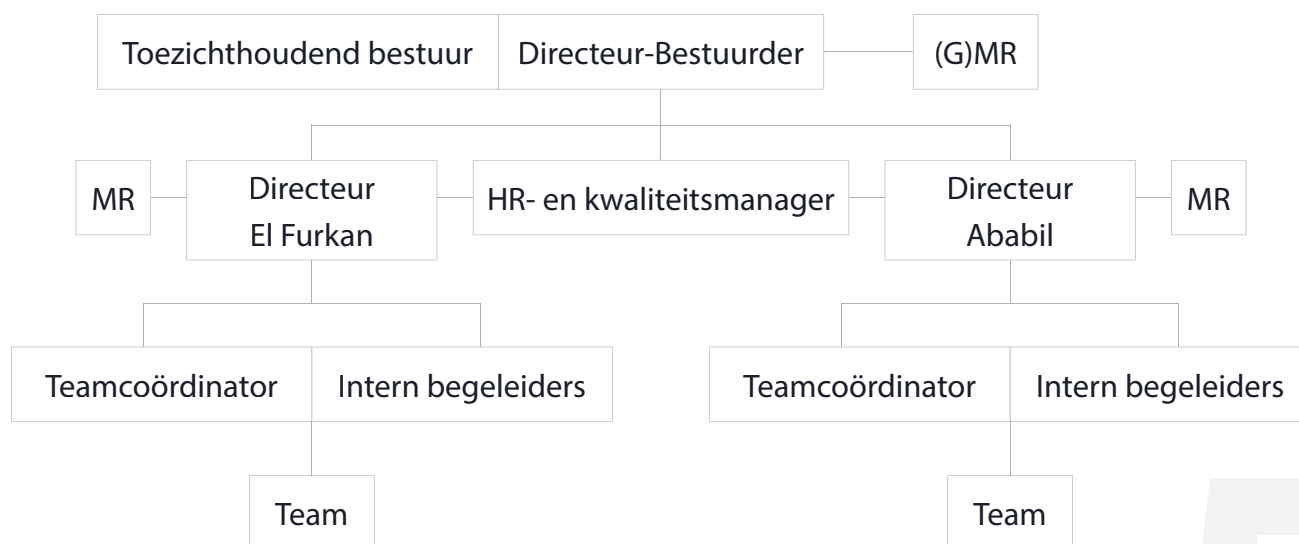 Toezichthoudend bestuur
Directeur-Bestuurder
(G)MR
MR
Directeur
El Furkan
HR- en kwaliteitsmanager
Directeur
Ababil
MR
Teamcoördinator
Intern begeleiders
Teamcoördinator
Intern begeleiders
Team
Team